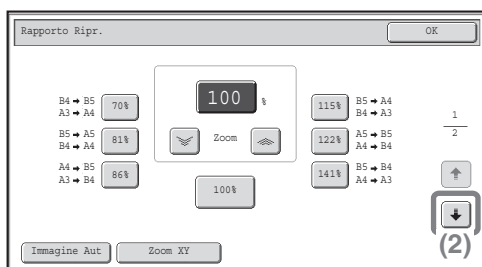 Rapporto Ripr.
OK
B4 → B5
A3 → A4
70%
B5 → A5
B4 → A4
81%
A4 → B5
A3 → B4
86%
100 %
Zoom
100%
115%
B5 → A4
B4 → A3
122%
A5 → B5
A4 → B4
141%
B5 → B4
A4 → A3
1
2
(2)
Immagine Aut
Zoom XY